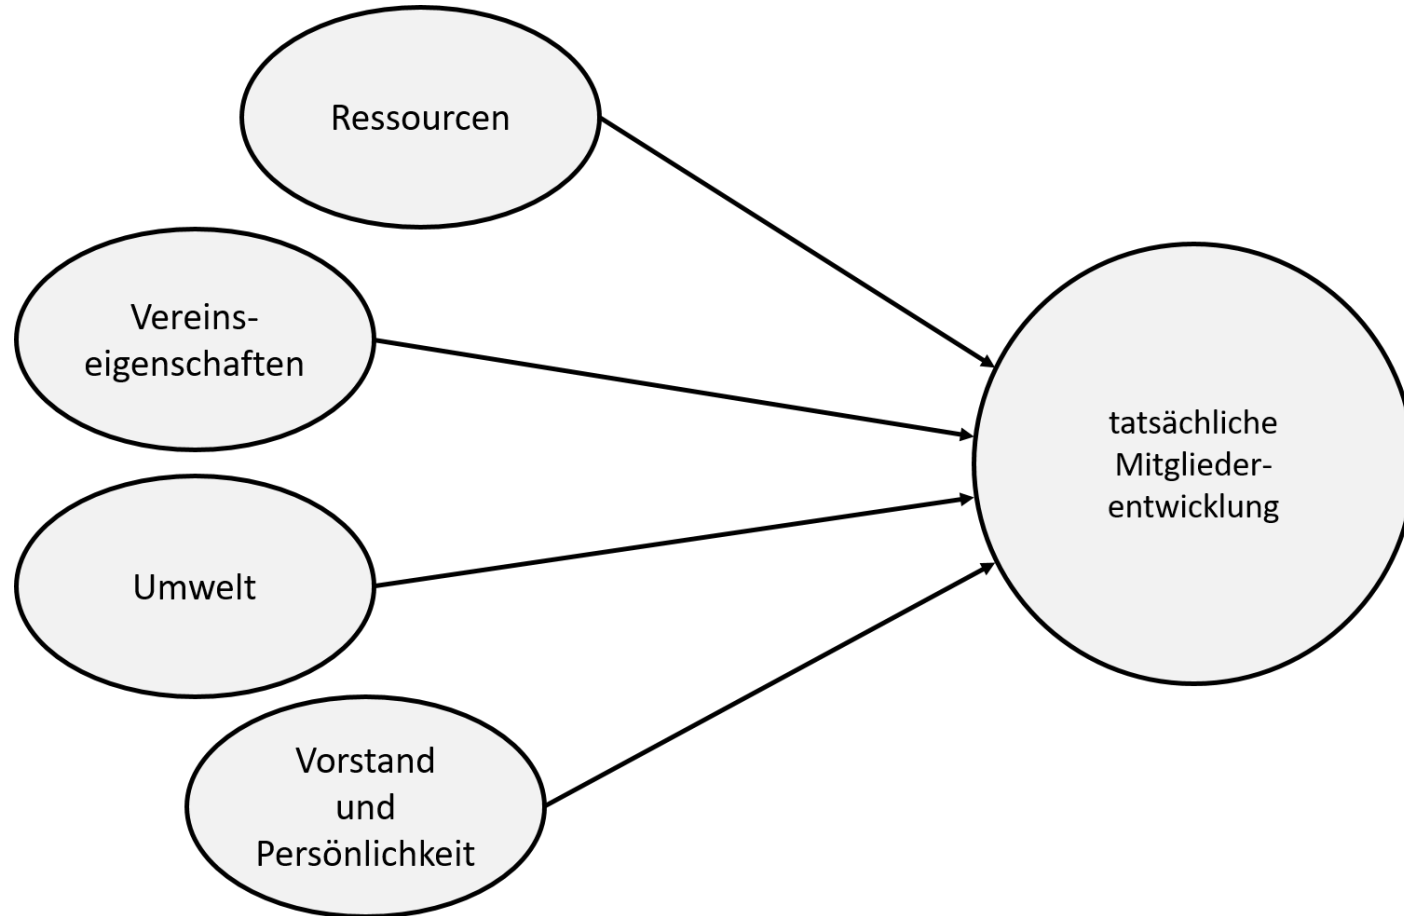 Ressourcen
Vereins-
eigenschaften
Umwelt
Vorstand
und
Persönlichkeit
tatsächliche
Mitglieder-
entwicklung